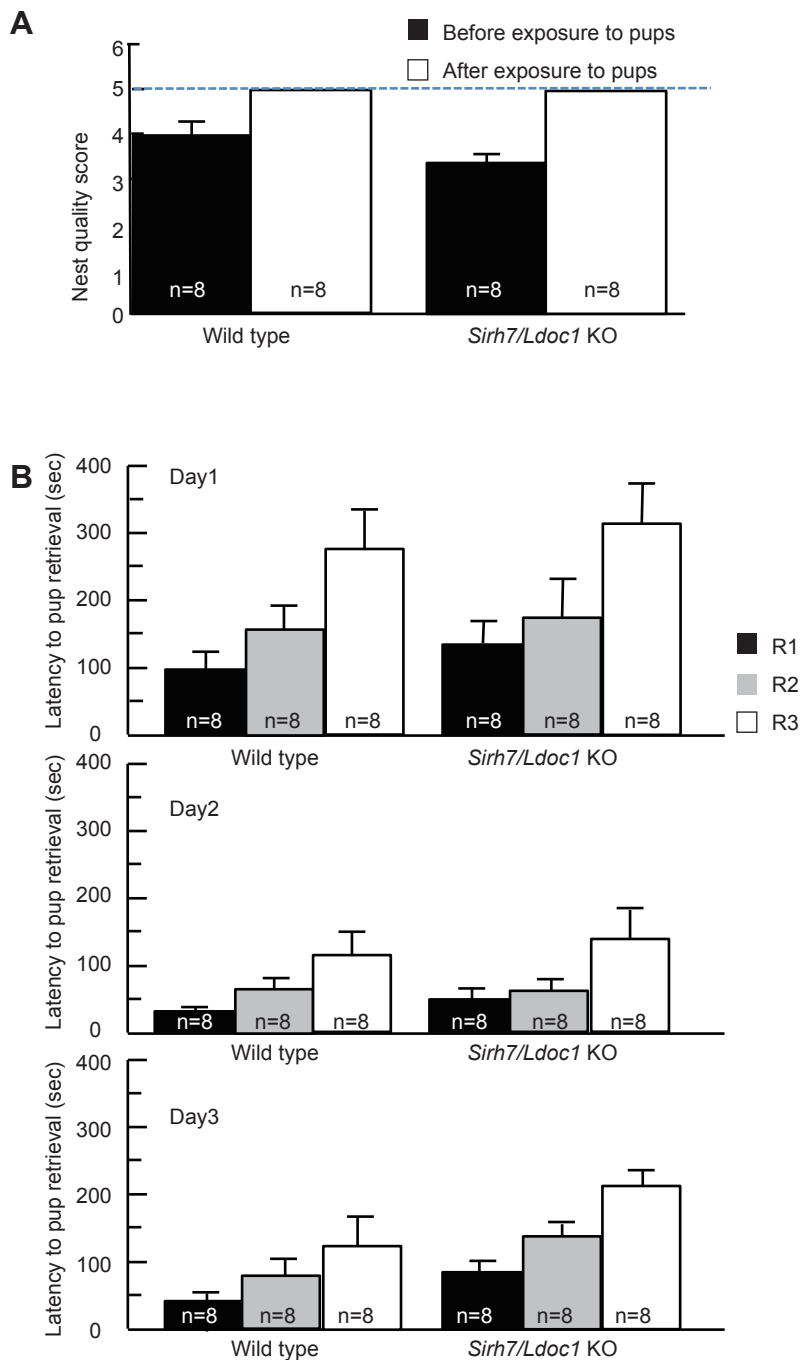 A
Before exposure to pups
After exposure to pups
Nest quality score
6
5
4
3
2
1
0
n=8
n=8
n=8
n=8
Wild type
Sirh7/Ldoc1 KO
B
Day1
Latency to pup retrieval (sec)
400
300
200
100
0
n=8
n=8
n=8
n=8
n=8
n=8
Wild type
Sirh7/Ldoc1 KO
R1
R2
R3
Day2
Latency to pup retrieval (sec)
400
300
200
100
0
n=8
n=8
n=8
n=8
n=8
n=8
Wild type
Sirh7/Ldoc1 KO
Day3
Latency to pup retrieval (sec)
400
300
200
100
0
n=8
n=8
n=8
n=8
n=8
n=8
Wild type
Sirh7/Ldoc1 KO